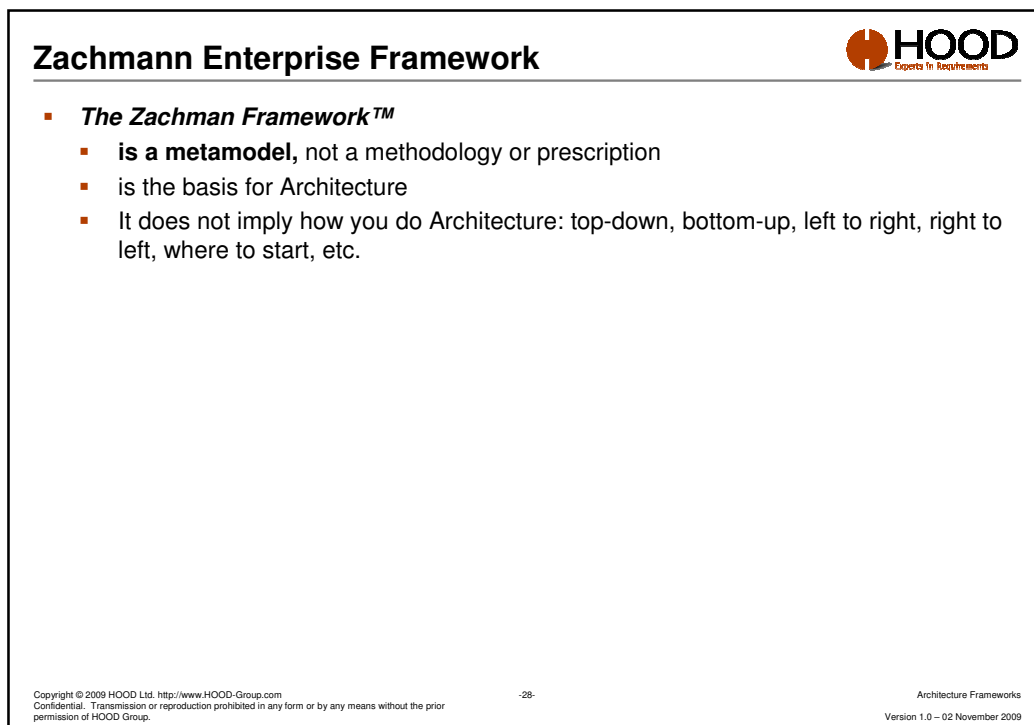 Zachmann Enterprise Framework
HOOD
Experts in Requirements
The Zachman Framework™
is a metamodel, not a methodology or prescription
is the basis for Architecture
It does not imply how you do Architecture: top-down, bottom-up, left to right, right to
left, where to start, etc.
Copyright © 2009 HOOD Ltd. http://www.HOOD-Group.com
Confidential. Transmission or reproduction prohibited in any form or by any means without the prior
permission of HOOD Group.
-28-
Architecture Frameworks
Version 1.0 – 02 November 2009